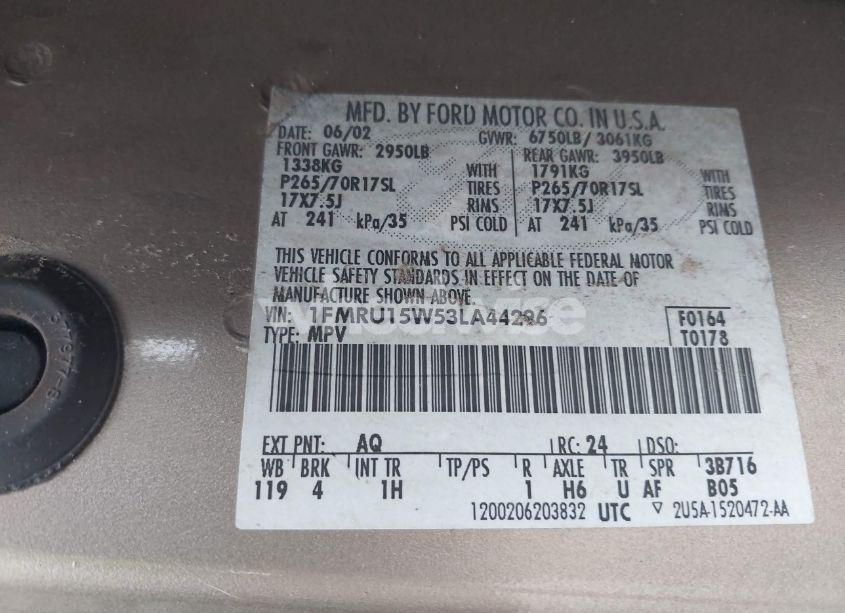 MFD. BY FORD MOTOR CO. IN U.S.A.
DATE: 06/02 GVWR: 6750LB/ 3061KG
FRONT GAWR: 2950LB REAR GAWR: 3950LB
1338KG WITH 1791KG WITH
P265/70R17SL TIRES P265/70R17SL TIRES
17X7.5J RIMS 17X7.5J RIMS
AT 241 kPa/35 PSI COLD AT 241 kPa/35 PSI COLD
THIS VEHICLE CONFORMS TO ALL APPLICABLE FEDERAL MOTOR
VEHICLE SAFETY STANDARDS IN EFFECT ON THE DATE OF
MANUFACTURE SHOWN ABOVE.
VIN: 1FMRU15W53LA44296 F0164
TYPE: MPV T0178
EXT PNT: AQ RC: 24 DSO:
WB BRK INT TR TP/PS R AXLE TR SPR 3B716
119 4 1H 1 H6 U AF B05
1200206203832 UTC ▽ 2U5A-1520472-AA